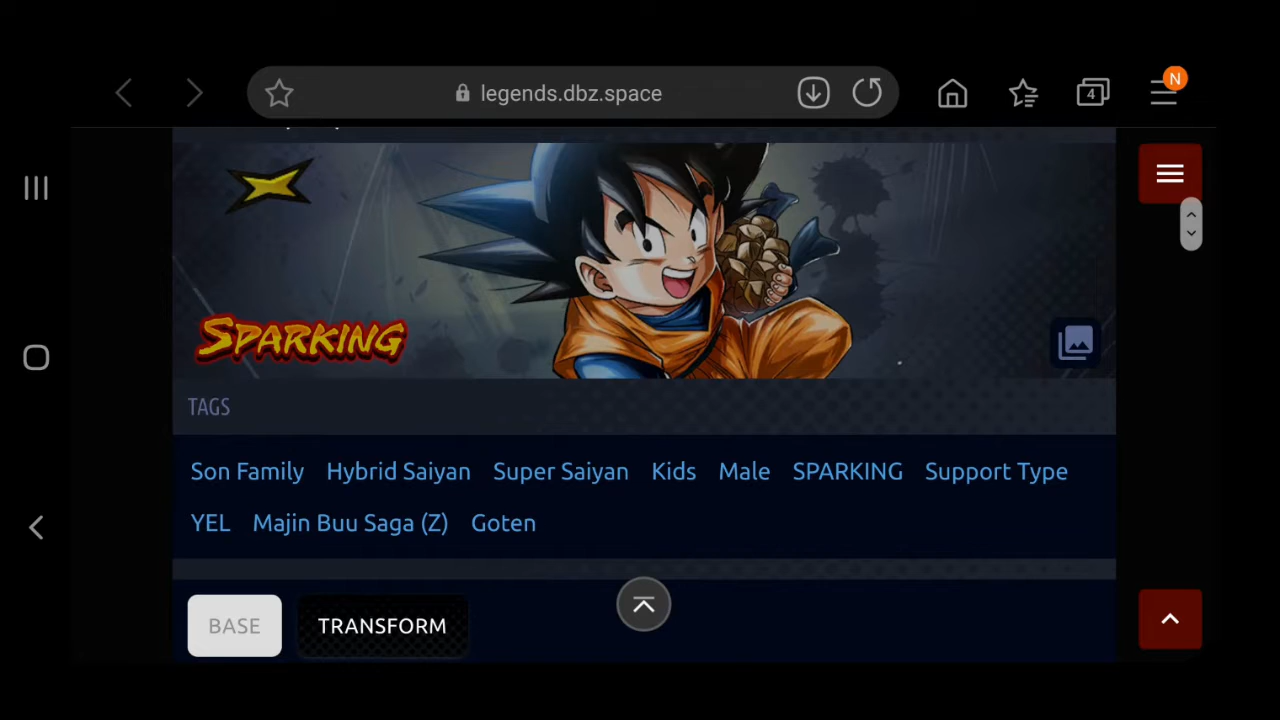 4
N
legends.dbz.space
SPARKING
TAGS
Son Family Hybrid Saiyan Super Saiyan Kids Male SPARKING Support Type
YEL Majin Buu Saga (Z) Goten
BASE TRANSFORM